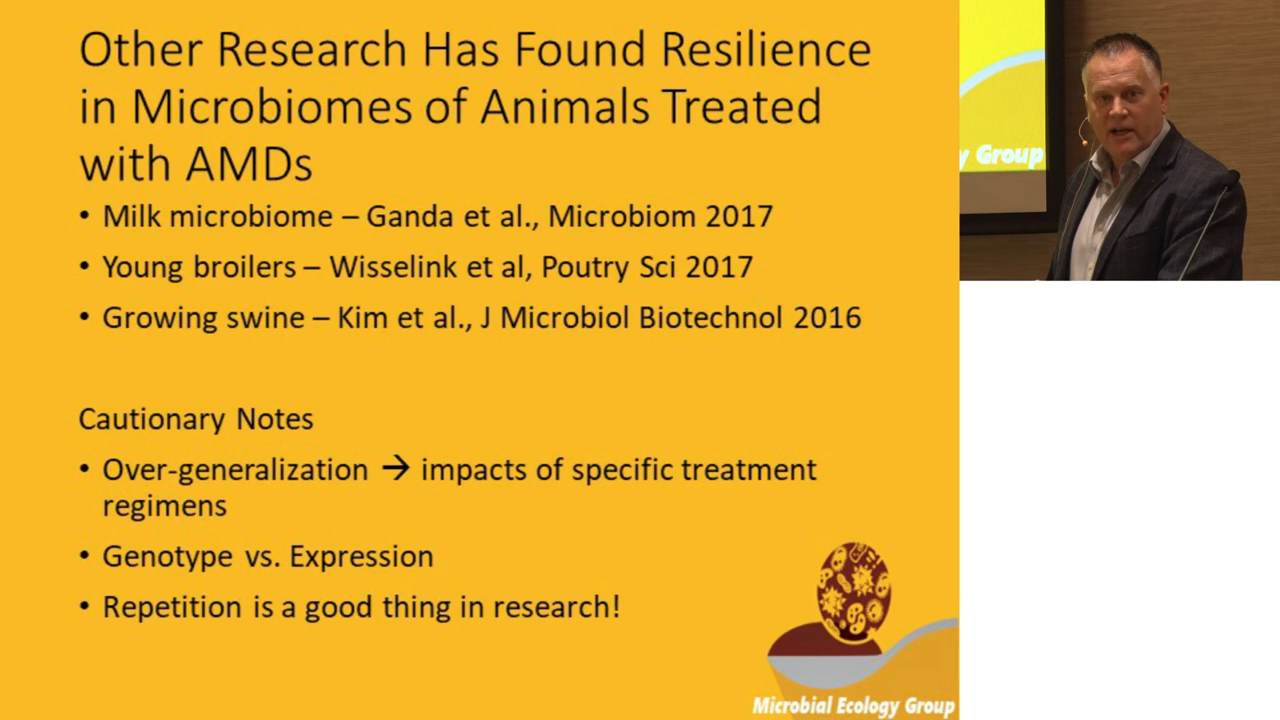 Other Research Has Found Resilience
in Microbiomes of Animals Treated
with AMDs
• Milk microbiome – Ganda et al., Microbiom 2017
• Young broilers – Wisselink et al, Poutry Sci 2017
• Growing swine – Kim et al., J Microbiol Biotechnol 2016
Cautionary Notes
• Over-generalization → impacts of specific treatment
regimens
• Genotype vs. Expression
• Repetition is a good thing in research!
Microbial Ecology Group
y Group